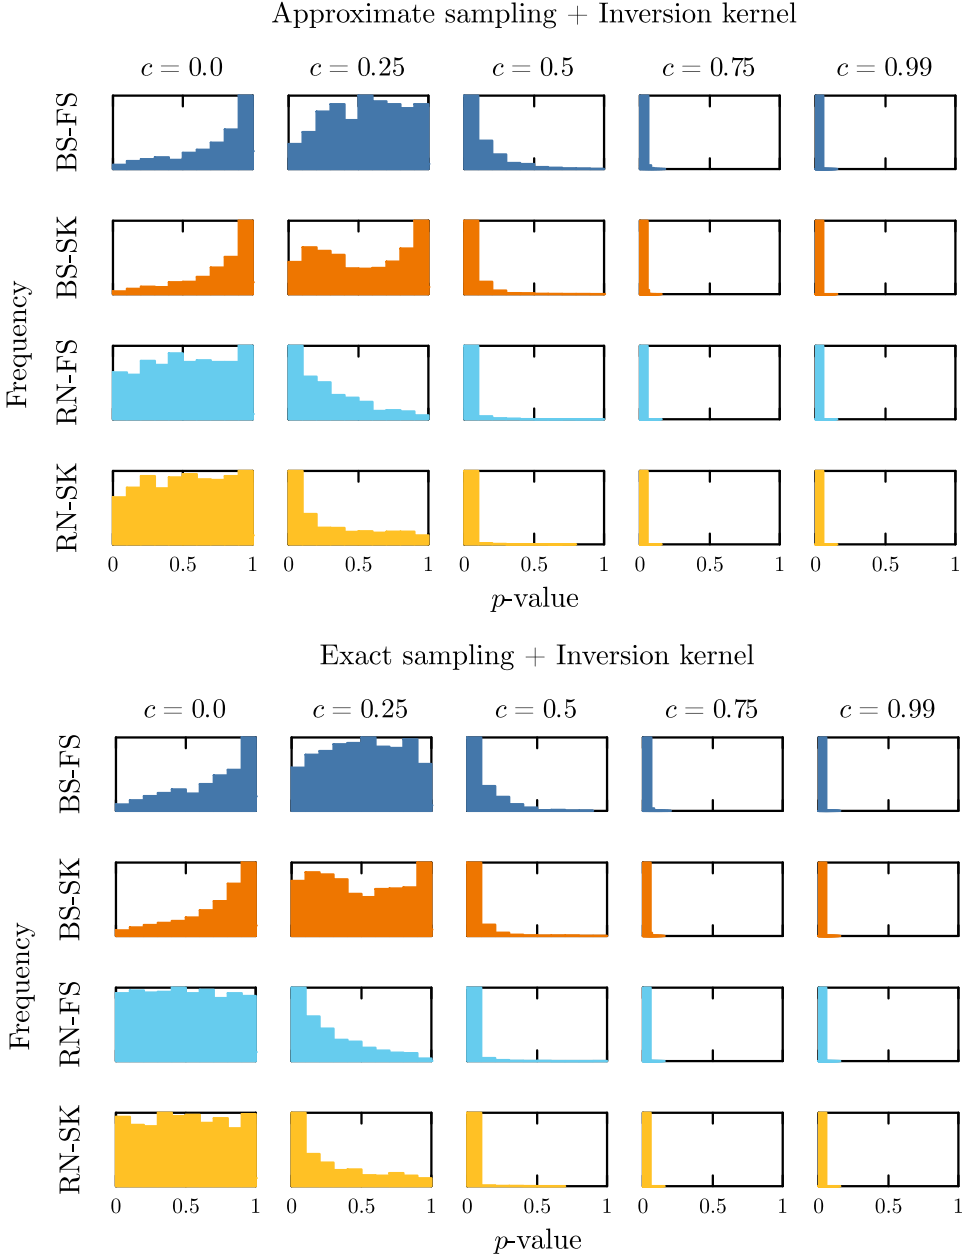 Approximate sampling + Inversion kernel
c = 0.0 c = 0.25 c = 0.5 c = 0.75 c = 0.99
Frequency
BS-FS
BS-SK
RN-FS
RN-SK
0 0.5 1 0 0.5 1 0 0.5 1 0 0.5 1 0 0.5 1
p-value
Exact sampling + Inversion kernel
c = 0.0 c = 0.25 c = 0.5 c = 0.75 c = 0.99
Frequency
BS-FS
BS-SK
RN-FS
RN-SK
0 0.5 1 0 0.5 1 0 0.5 1 0 0.5 1 0 0.5 1
p-value